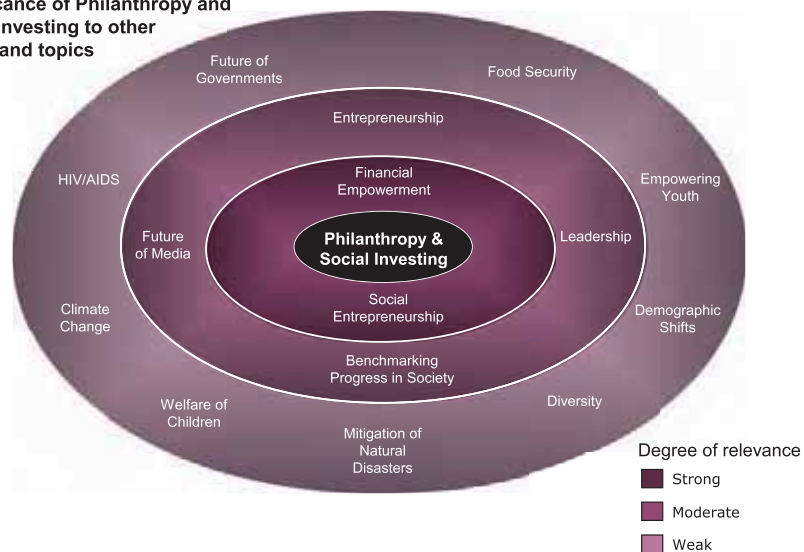 cance of Philanthropy and
nvesting to other
and topics
Future of
Governments
Food Security
Entrepreneurship
HIV/AIDS
Financial
Empowerment
Empowering
Youth
Future
of Media
Philanthropy &
Social Investing
Leadership
Climate
Change
Social
Entrepreneurship
Demographic
Shifts
Benchmarking
Progress in Society
Welfare of
Children
Diversity
Mitigation of
Natural
Disasters
Degree of relevance
Strong
Moderate
Weak